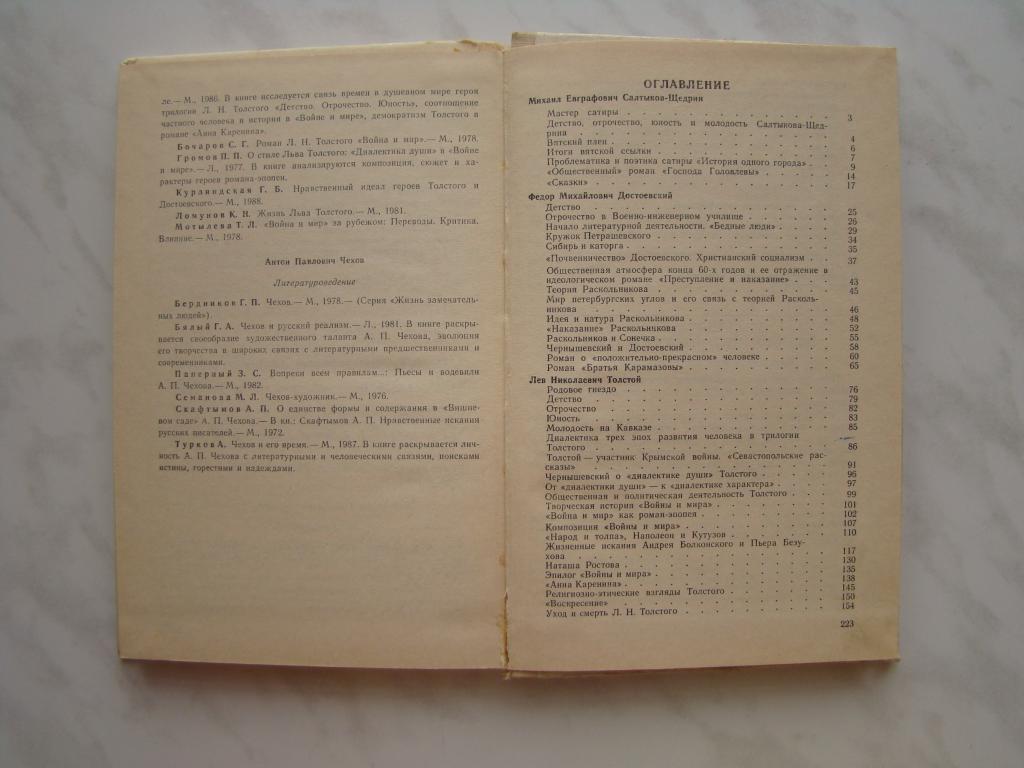 ле.— М., 1986. В книге исследуется связь времен в душевном мире героя
трилогии Л. Н. Толстого «Детство. Отрочество. Юность», соотношение
частного человека и истории в «Войне и мире», демократизм Толстого в
романе «Анна Каренина».
Бочаров С. Г. Роман Л. Н. Толстого «Война и мир».— М., 1978.
Громов П. П. О стиле Льва Толстого: «Диалектика души» в «Войне
и мире».— Л., 1977. В книге анализируются композиция, сюжет и ха-
рактеры героев романа-эпопеи.
Курляндская Г. Б. Нравственный идеал героев Толстого и
Достоевского.— М., 1988.
Ломунов К. Н. Жизнь Льва Толстого.— М., 1981.
Мотылева Т. Л. «Война и мир» за рубежом: Переводы. Критика.
Влияние.— М., 1978.
Антон Павлович Чехов
Литературоведение
Бердников Г. П. Чехов.— М., 1978.— (Серия «Жизнь замечатель-
ных людей»).
Бялый Г. А. Чехов и русский реализм.— Л., 1981. В книге раскры-
вается своеобразие художественного таланта А. П. Чехова, эволюция
его творчества в широких связях с литературными предшественниками и
современниками.
Паперный З. С. Вопреки всем правилам...: Пьесы и водевили
А. П. Чехова.— М., 1982.
Семанова М. Л. Чехов-художник.— М., 1976.
Скафтымов А. П. О единстве формы и содержания в «Вишне-
вом саде» А. П. Чехова.— В кн.: Скафтымов А. П. Нравственные искания
русских писателей.— М., 1972.
Турков А. Чехов и его время.— М., 1987. В книге раскрывается лич-
ность А. П. Чехова с литературными и человеческими связями, поисками
истины, горестями и надеждами.
ОГЛАВЛЕНИЕ
Михаил Евграфович Салтыков-Щедрин
Мастер сатиры . . . . . . . . . . 3
Детство, отрочество, юность и молодость Салтыкова-Щед-
рина . . . . . . . . . . 4
Вятский плен . . . . . . . . . . 6
Итоги вятской ссылки . . . . . . . . . . 7
Проблематика и поэтика сатиры «История одного города» . . 9
«Общественный» роман «Господа Головлевы» . . . . . 14
«Сказки» . . . . . . . . . . 17
Федор Михайлович Достоевский
Детство . . . . . . . . . . 25
Отрочество в Военно-инженерном училище . . . . . 26
Начало литературной деятельности. «Бедные люди» . . . 29
Кружок Петрашевского . . . . . . . . . . 34
Сибирь и каторга . . . . . . . . . . 35
«Почвенничество» Достоевского. Христианский социализм . . 37
Общественная атмосфера конца 60-х годов и ее отражение в
идеологическом романе «Преступление и наказание» . . . 43
Теория Раскольникова . . . . . . . . . . 45
Мир петербургских углов и его связь с теорией Расколь-
никова . . . . . . . . . . 46
Идея и натура Раскольникова . . . . . . . . 48
«Наказание» Раскольникова . . . . . . . . 52
Раскольников и Сонечка . . . . . . . . 55
Чернышевский и Достоевский . . . . . . . . 58
Роман о «положительно-прекрасном» человеке . . . . 60
Роман «Братья Карамазовы» . . . . . . . . 65
Лев Николаевич Толстой
Родовое гнездо . . . . . . . . . . 76
Детство . . . . . . . . . . 79
Отрочество . . . . . . . . . . 82
Юность . . . . . . . . . . 83
Молодость на Кавказе . . . . . . . . . . 85
Диалектика трех эпох развития человека в трилогии
Толстого . . . . . . . . . . 86
Толстой — участник Крымской войны. «Севастопольские рас-
сказы» . . . . . . . . . . 91
Чернышевский о «диалектике души» Толстого . . . . 96
От «диалектики души» — к «диалектике характера» . . . 97
Общественная и политическая деятельность Толстого . . . 99
Творческая история «Войны и мира» . . . . . . 101
«Война и мир» как роман-эпопея . . . . . . 102
Композиция «Войны и мира» . . . . . . . . 107
«Народ и толпа», Наполеон и Кутузов . . . . . . 110
Жизненные искания Андрея Болконского и Пьера Безу-
хова . . . . . . . . . . 117
Наташа Ростова . . . . . . . . . . 130
Эпилог «Войны и мира» . . . . . . . . . . 135
«Анна Каренина» . . . . . . . . . . 138
Религиозно-этические взгляды Толстого . . . . . 145
«Воскресение» . . . . . . . . . . 150
Уход и смерть Л. Н. Толстого . . . . . . . . 154
223